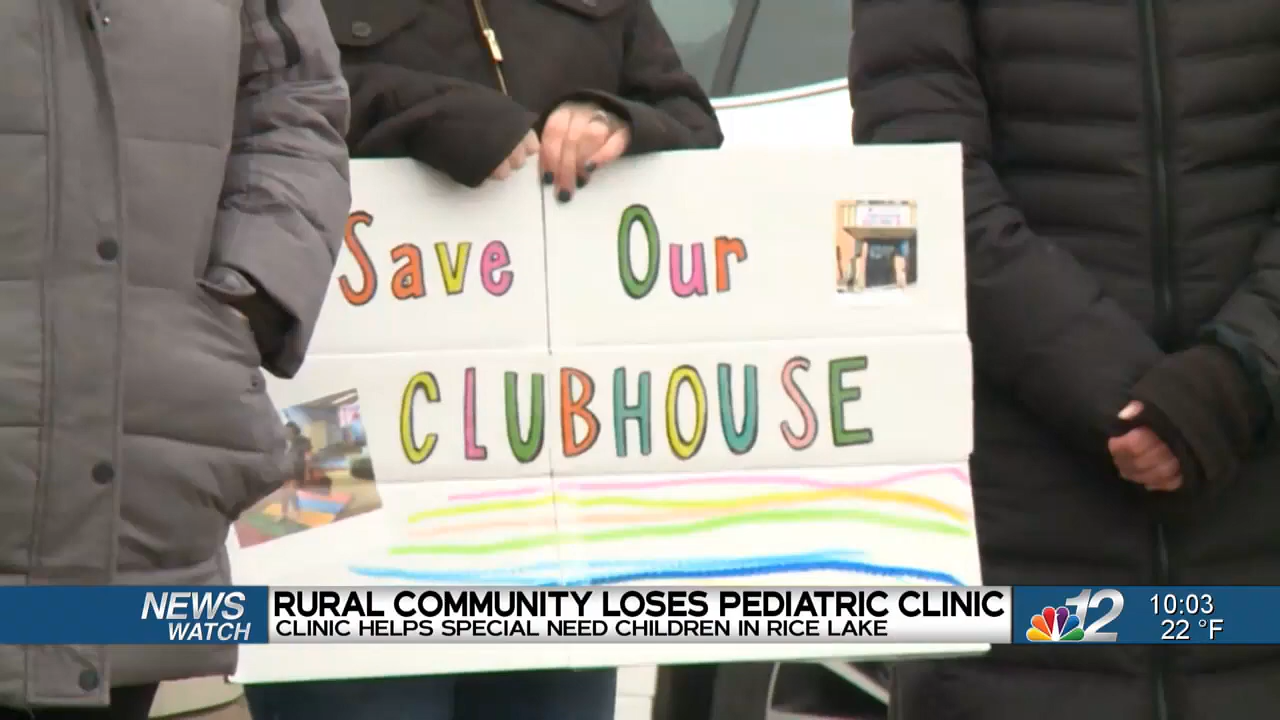 Save Our
CLUBHOUSE
NEWS WATCH
RURAL COMMUNITY LOSES PEDIATRIC CLINIC
CLINIC HELPS SPECIAL NEED CHILDREN IN RICE LAKE
12
10:03
22 °F